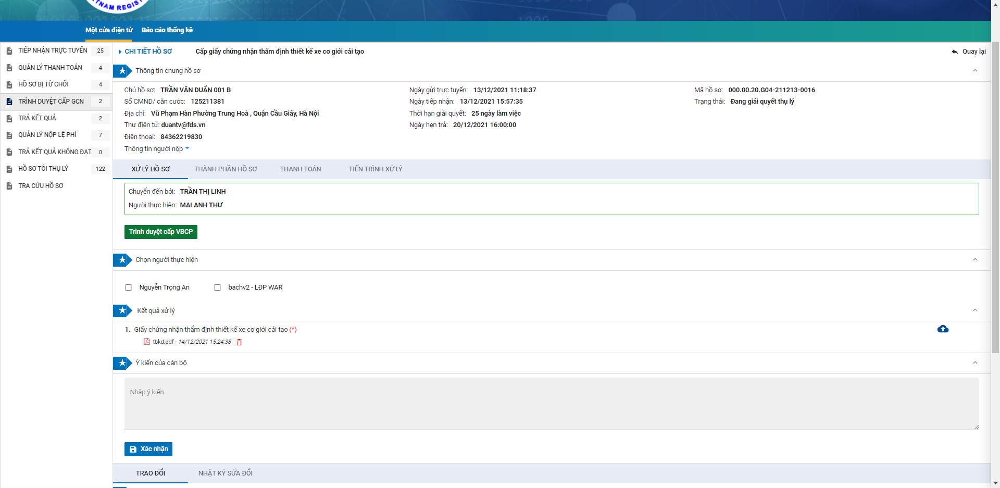 TNAM REGIS
Một cửa điện tử Báo cáo thống kê
TIẾP NHẬN TRỰC TUYẾN 25
QUẢN LÝ THANH TOÁN 4
HỒ SƠ BỊ TỪ CHỐI 4
TRÌNH DUYỆT CẤP GCN 2
TRẢ KẾT QUẢ 2
QUẢN LÝ NỘP LỆ PHÍ 7
TRẢ KẾT QUẢ KHÔNG ĐẠT 0
HỒ SƠ TÔI THỤ LÝ 122
TRA CỨU HỒ SƠ
CHI TIẾT HỒ SƠ Cấp giấy chứng nhận thẩm định thiết kế xe cơ giới cải tạo Quay lại
Thông tin chung hồ sơ
Chủ hồ sơ: TRẦN VĂN DUẨN 001 B
Số CMND/ căn cước: 125211381
Địa chỉ: Vũ Phạm Hàn Phường Trung Hoà , Quận Cầu Giấy, Hà Nội
Thư điện tử: duantv@fds.vn
Điện thoại: 84362219830
Thông tin người nộp
Ngày gửi trực tuyến: 13/12/2021 11:18:37
Ngày tiếp nhận: 13/12/2021 15:57:35
Thời hạn giải quyết: 25 ngày làm việc
Ngày hẹn trả: 20/12/2021 16:00:00
Mã hồ sơ: 000.00.20.G04-211213-0016
Trạng thái: Đang giải quyết thụ lý
XỬ LÝ HỒ SƠ THÀNH PHẦN HỒ SƠ THANH TOÁN TIẾN TRÌNH XỬ LÝ
Chuyển đến bởi: TRẦN THỊ LINH
Người thực hiện: MAI ANH THƯ
Trình duyệt cấp VBCP
Chọn người thực hiện
Nguyễn Trọng An bachv2 - LĐP WAR
Kết quả xử lý
1. Giấy chứng nhận thẩm định thiết kế xe cơ giới cải tạo (*)
tbkd.pdf - 14/12/2021 15:24:38
Ý kiến của cán bộ
Nhập ý kiến
Xác nhận
TRAO ĐỔI NHẬT KÝ SỬA ĐỔI